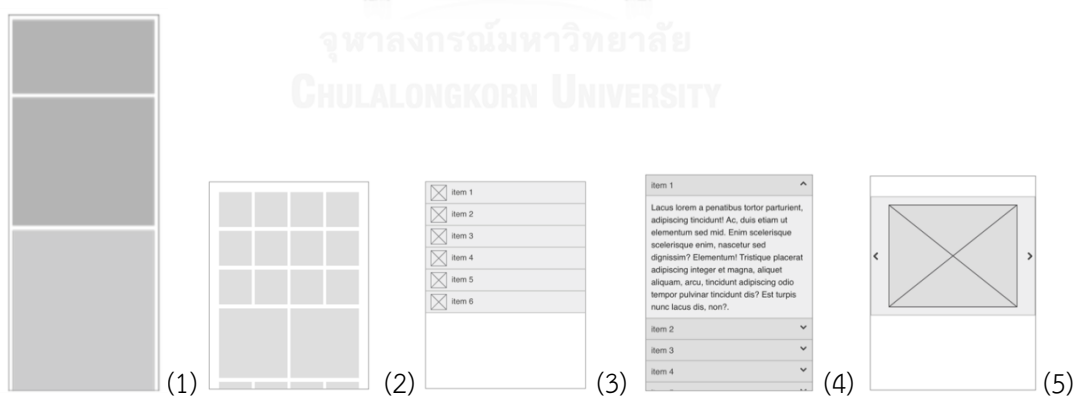 จุฬาลงกรณ์มหาวิทยาลัย
CHULALONGKORN UNIVERSITY
(1)
item 1
item 2
item 3
item 4
item 5
item 6
(2)
(3)
item 1
Lacus lorem a penatibus tortor parturient,
adipiscing tincidunt! Ac, duis etiam ut
elementum sed mid. Enim scelerisque
scelerisque enim, nascetur sed
dignissim? Elementum! Tristique placerat
adipiscing integer et magna, aliquet
aliquam, arcu, tincidunt adipiscing odio
tempor pulvinar tincidunt dis? Est turpis
nunc lacus dis, non?.
item 2
item 3
item 4
(4)
(5)